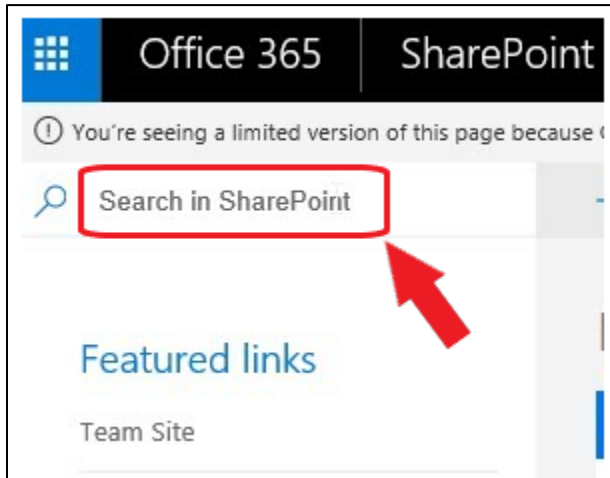 Office 365 SharePoint
You're seeing a limited version of this page because
Search in SharePoint
Featured links
Team Site